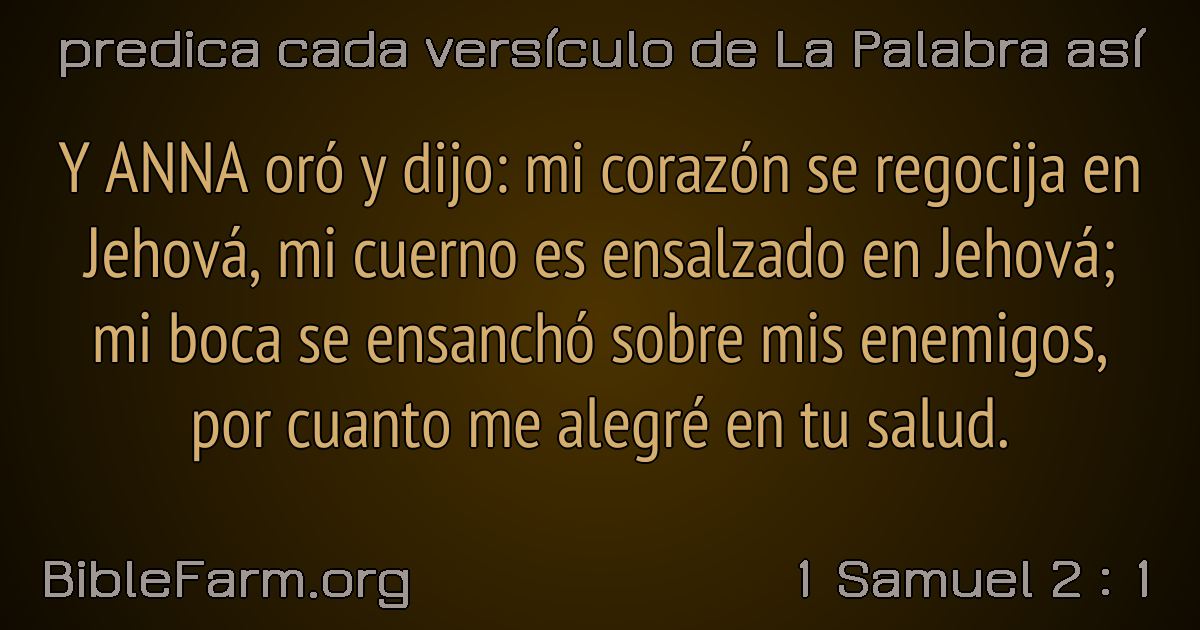 predica cada versículo de La Palabra así
Y ANNA oró y dijo: mi corazón se regocija en
Jehová, mi cuerno es ensalzado en Jehová;
mi boca se ensanchó sobre mis enemigos,
por cuanto me alegré en tu salud.
BibleFarm.org
1 Samuel 2 : 1